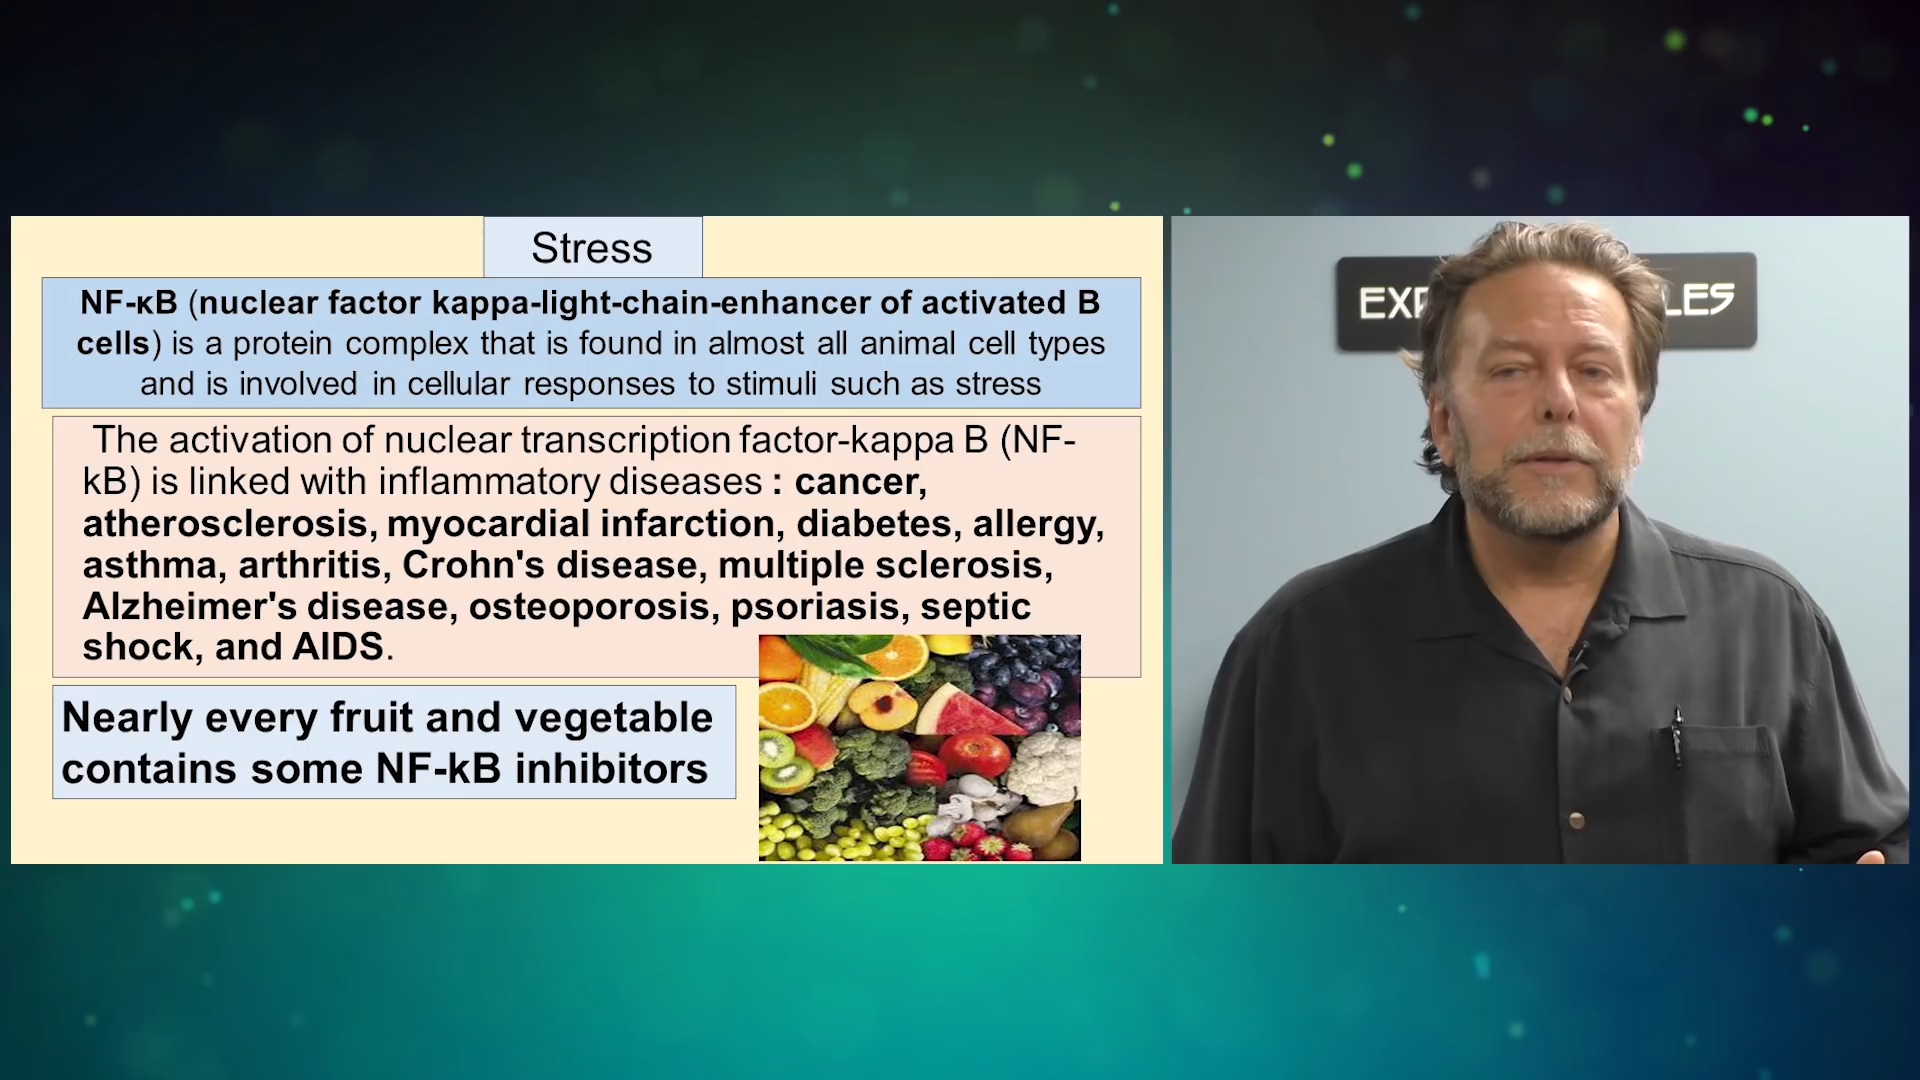 Stress
NF-κB (nuclear factor kappa-light-chain-enhancer of activated B
cells) is a protein complex that is found in almost all animal cell types
and is involved in cellular responses to stimuli such as stress
The activation of nuclear transcription factor-kappa B (NF-
kB) is linked with inflammatory diseases : cancer,
atherosclerosis, myocardial infarction, diabetes, allergy,
asthma, arthritis, Crohn's disease, multiple sclerosis,
Alzheimer's disease, osteoporosis, psoriasis, septic
shock, and AIDS.
Nearly every fruit and vegetable
contains some NF-kB inhibitors